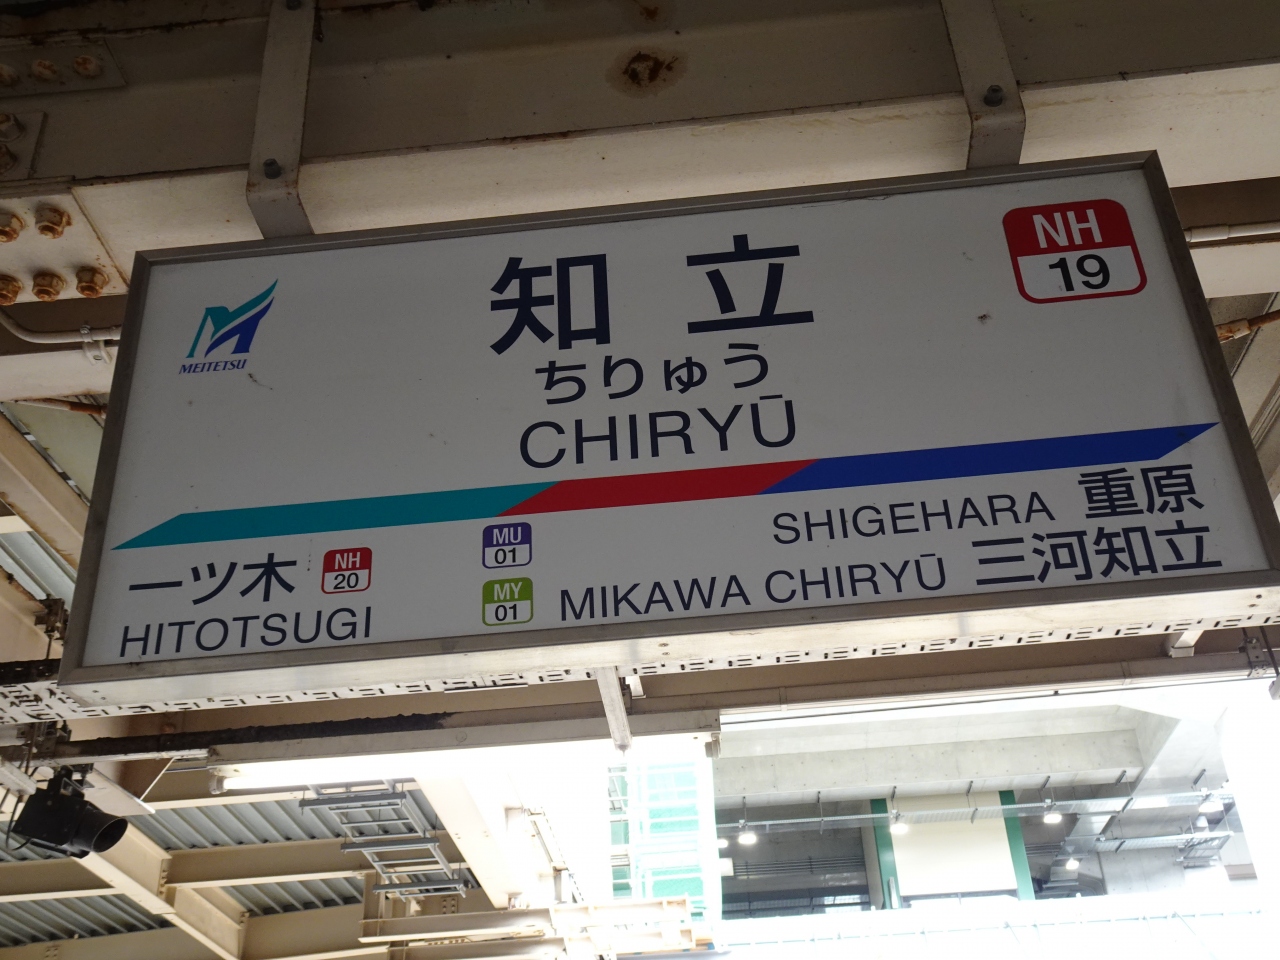 MEITETSU
知立
ちりゅう
CHIRYŪ
NH
19
一ツ木
HITOTSUGI
NH
20
MU
01
MY
01
SHIGEHARA 重原
MIKAWA CHIRYŪ 三河知立